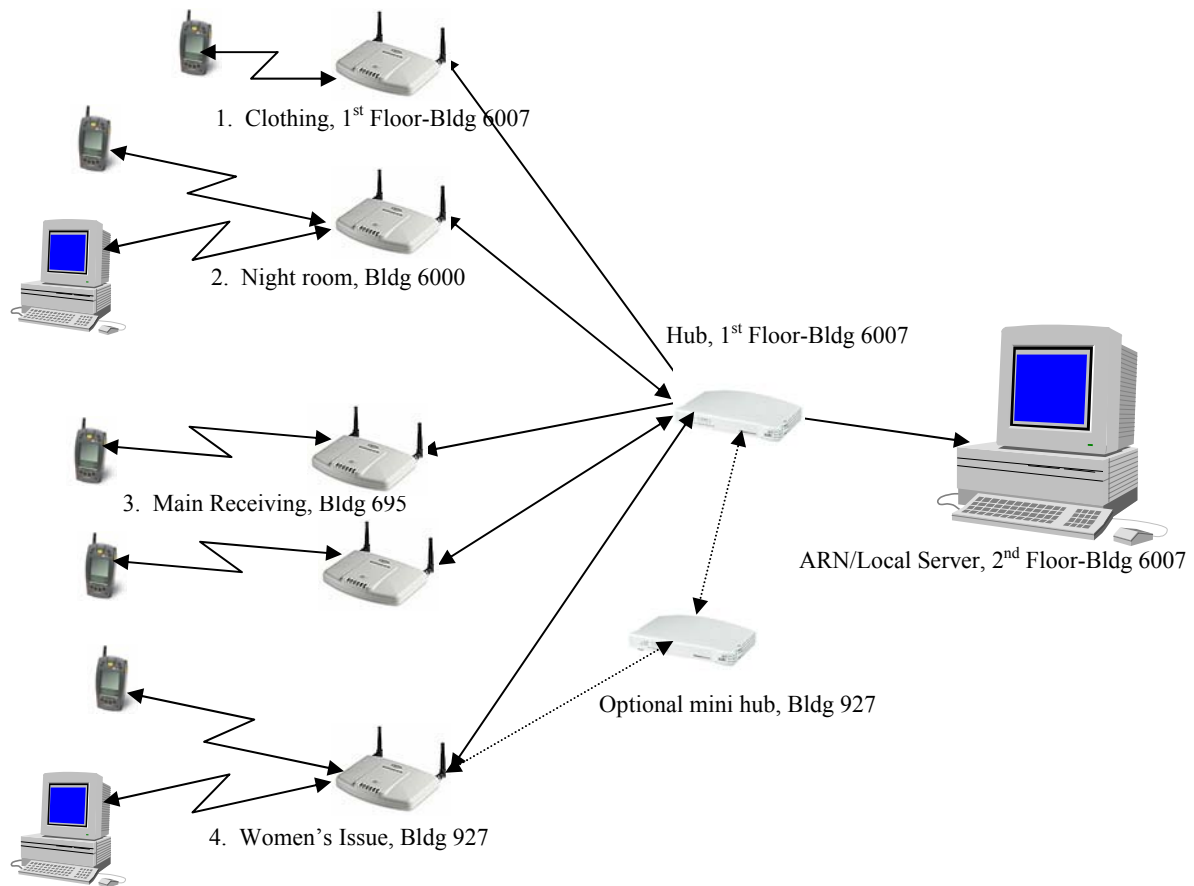 1. Clothing, 1st Floor-Bldg 6007
2. Night room, Bldg 6000
Hub, 1st Floor-Bldg 6007
3. Main Receiving, Bldg 695
ARN/Local Server, 2nd Floor-Bldg 6007
Optional mini hub, Bldg 927
4. Women's Issue, Bldg 927